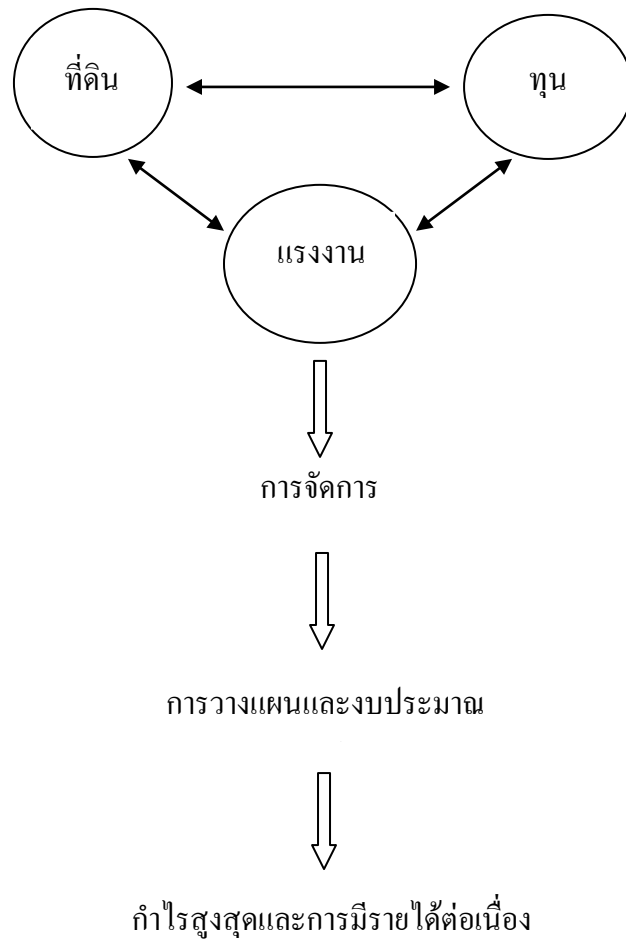 ที่ดิน
ทุน
แรงงาน
การจัดการ
การวางแผนและงบประมาณ
กำไรสูงสุดและการมีรายได้ต่อเนื่อง